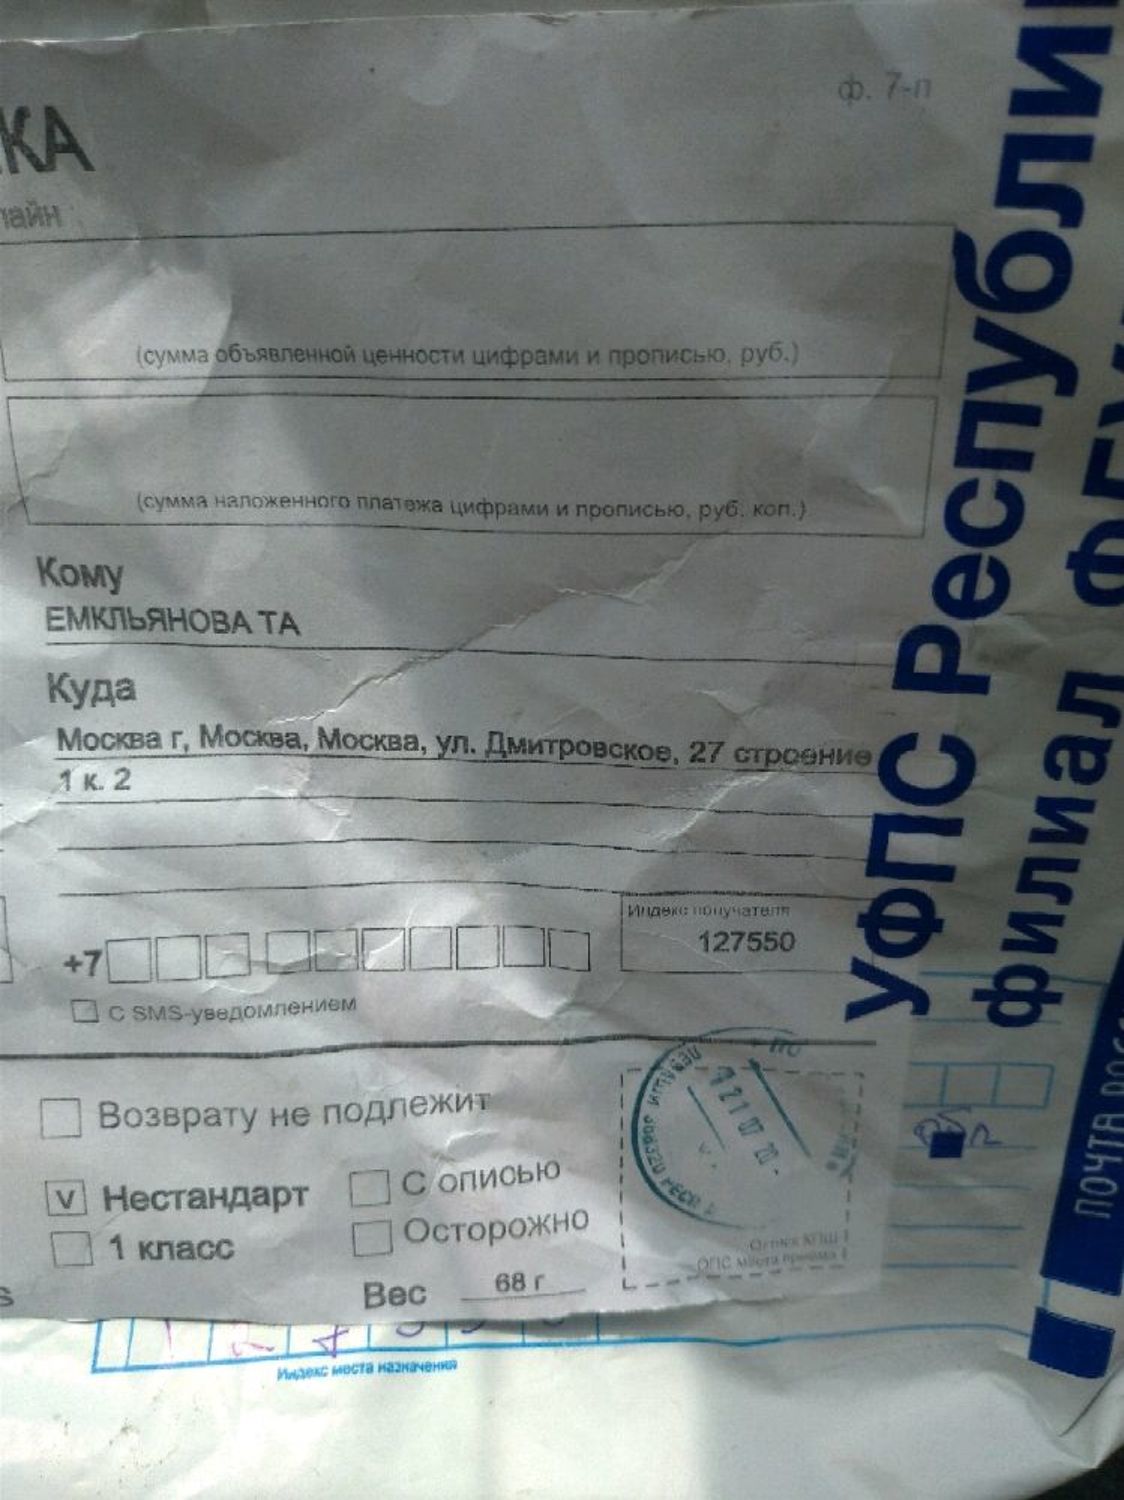 ф. 7-п
КА
лайн
(сумма объявленной ценности цифрами и прописью, руб.)
(сумма наложенного платежа цифрами и прописью, руб. коп.)
Кому
ЕМКЛЬЯНОВА ТА
Куда
Москва г, Москва, Москва, ул. Дмитровское, 27 строение
1 к. 2
Индекс получателя
127550
+7
С SMS-уведомлением
Возврату не подлежит
V Нестандарт
С описью
1 класс
Осторожно
Вес 68 г
Оттиск КПШ
ОПС места приема
Индекс места назначения
УФПС Республи
филиал ФГУ
ПОЧТА РОС